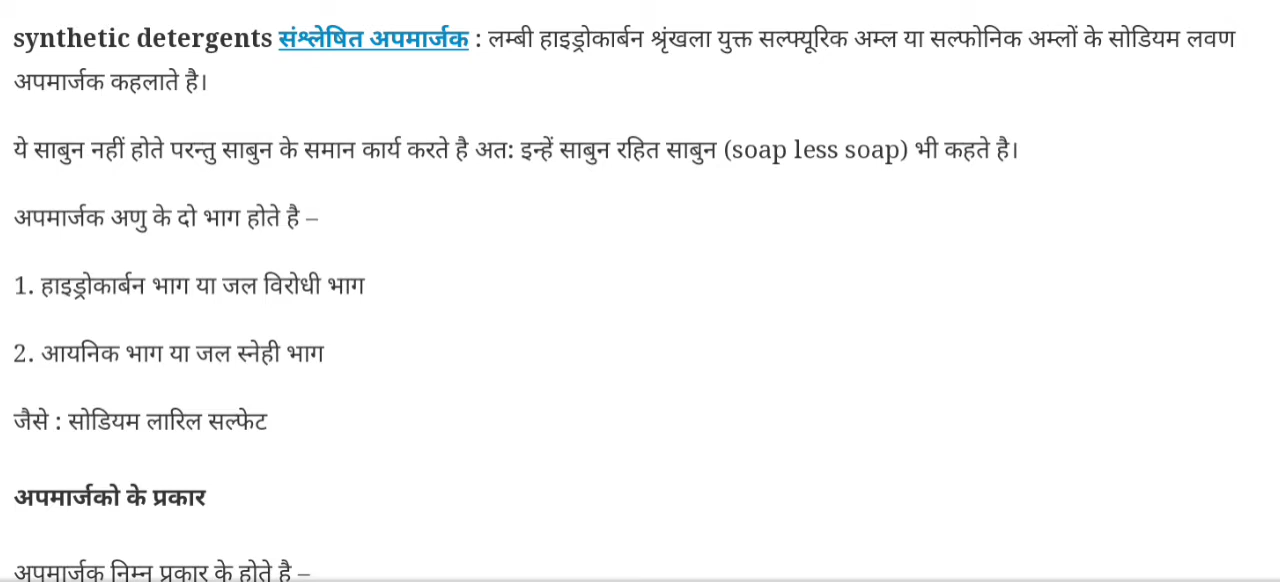 synthetic detergents संश्लेषित अपमार्जक : लम्बी हाइड्रोकार्बन श्रृंखला युक्त सल्फ्यूरिक अम्ल या सल्फोनिक अम्लों के सोडियम लवण
अपमार्जक कहलाते है।
ये साबुन नहीं होते परन्तु साबुन के समान कार्य करते है अत: इन्हें साबुन रहित साबुन (soap less soap) भी कहते है।
अपमार्जक अणु के दो भाग होते है –
1. हाइड्रोकार्बन भाग या जल विरोधी भाग
2. आयनिक भाग या जल स्नेही भाग
जैसे : सोडियम लारिल सल्फेट
अपमार्जको के प्रकार
अपमार्जक निम्न प्रकार के होते है –